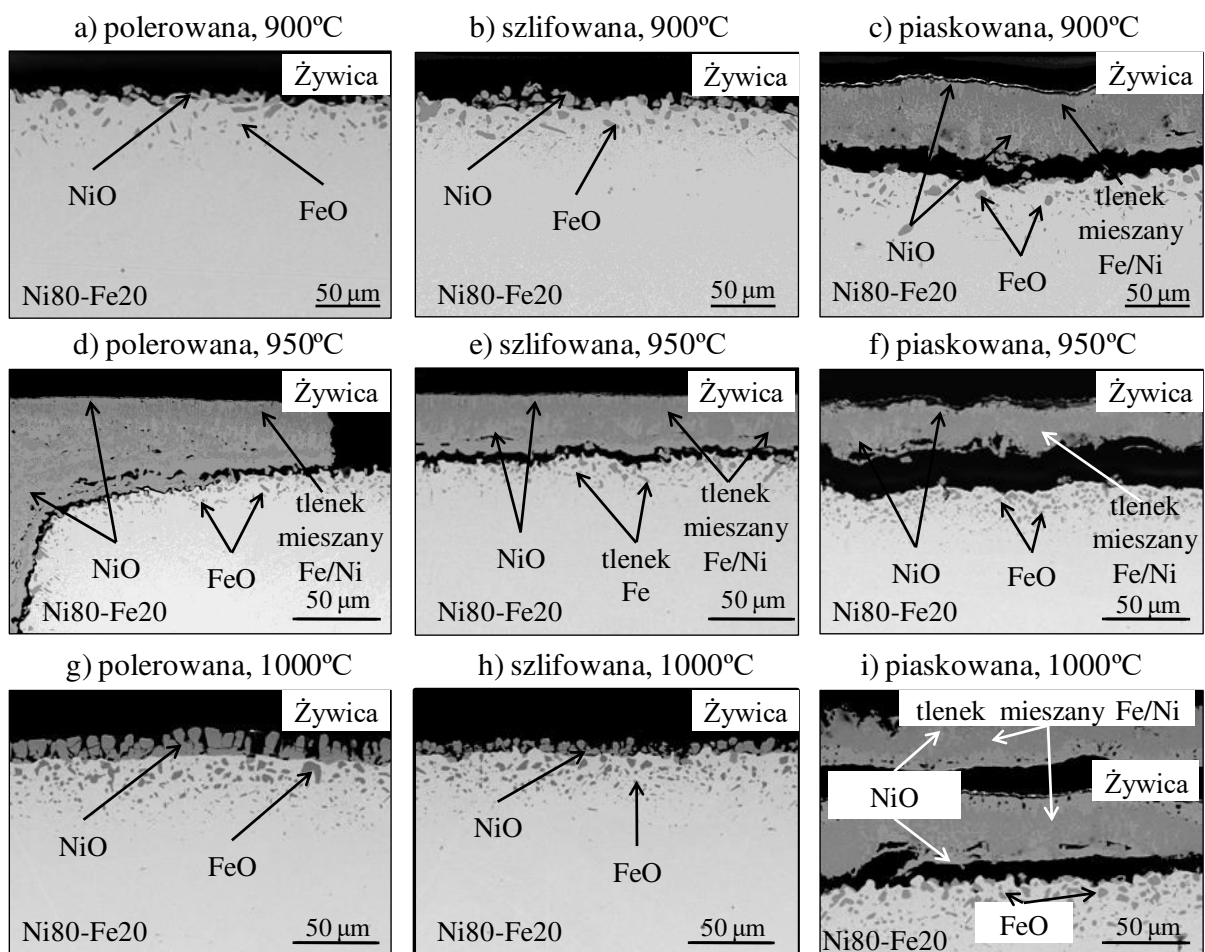 a) polerowana, 900ºC
b) szlifowana, 900ºC
c) piaskowana, 900ºC
Żywica
NiO
FeO
Ni80-Fe20
50 μm
Żywica
NiO
FeO
Ni80-Fe20
50 μm
Żywica
NiO
FeO
tlenek
mieszany
Fe/Ni
Ni80-Fe20
50 μm
d) polerowana, 950ºC
e) szlifowana, 950ºC
f) piaskowana, 950ºC
Żywica
NiO
FeO
tlenek
mieszany
Fe/Ni
Ni80-Fe20
50 μm
Żywica
NiO
tlenek
Fe
tlenek
mieszany
Fe/Ni
Ni80-Fe20
50 μm
Żywica
NiO
FeO
tlenek
mieszany
Fe/Ni
Ni80-Fe20
50 μm
g) polerowana, 1000ºC
h) szlifowana, 1000ºC
i) piaskowana, 1000ºC
Żywica
NiO
FeO
Ni80-Fe20
50 μm
Żywica
NiO
FeO
Ni80-Fe20
50 μm
tlenek mieszany Fe/Ni
Żywica
NiO
FeO
Ni80-Fe20
50 μm